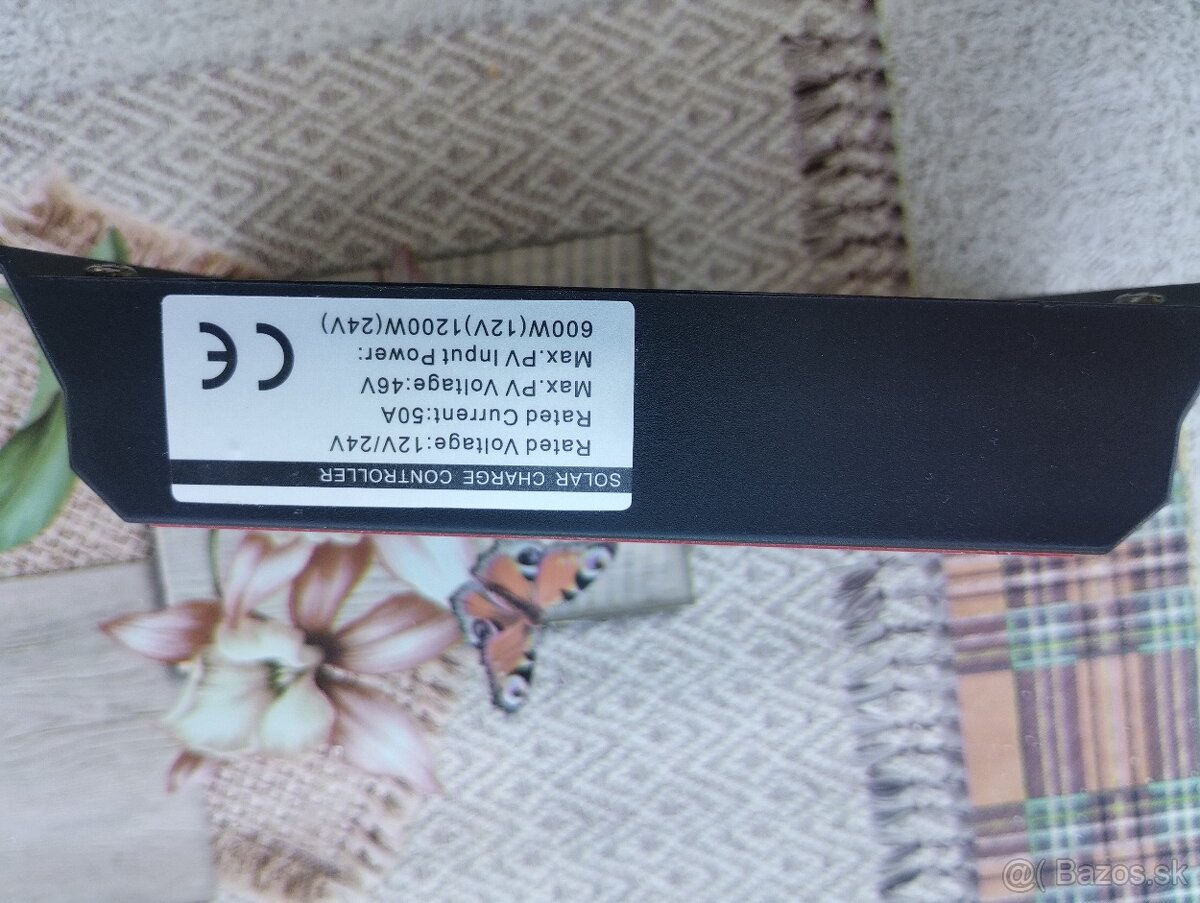 SOLAR CHARGE CONTROLLER
Rated Voltage:12V/24V
Rated Current:50A
Max.PV Voltage:46V
Max.PV Input Power:
600W(12V)1200W(24V)
CE
@( Bazos.sk